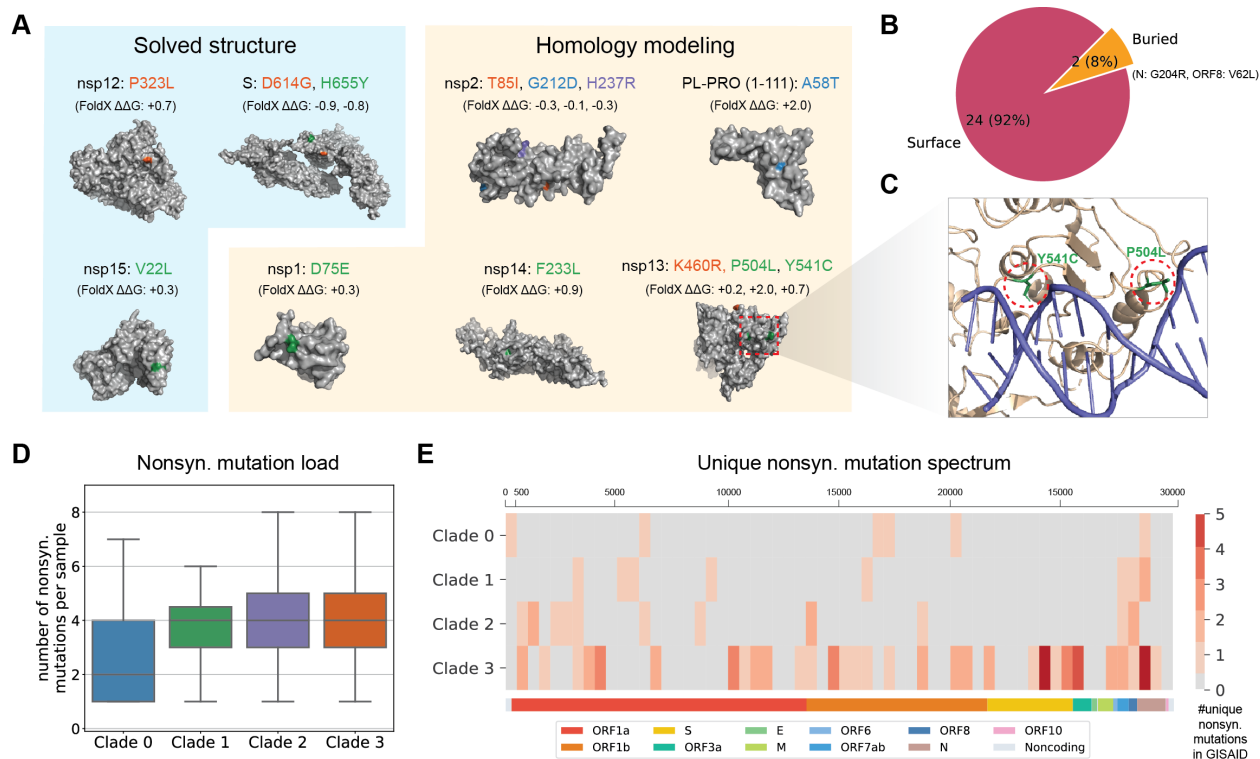 A
Solved structure
Homology modeling
nsp12: P323L
(FoldX ΔΔG: +0.7)
S: D614G, H655Y
(FoldX ΔΔG: -0.9, -0.8)
nsp2: T85I, G212D, H237R
(FoldX ΔΔG: -0.3, -0.1, -0.3)
PL-PRO (1-111): A58T
(FoldX ΔΔG: +2.0)
nsp15: V22L
(FoldX ΔΔG: +0.3)
nsp1: D75E
(FoldX ΔΔG: +0.3)
nsp14: F233L
(FoldX ΔΔG: +0.9)
nsp13: K460R, P504L, Y541C
(FoldX ΔΔG: +0.2, +2.0, +0.7)
B
Buried
2 (8%)
(N: G204R, ORF8: V62L)
24 (92%)
Surface
C
Y541C
P504L
D
Nonsyn. mutation load
number of nonsyn.
mutations per sample
8
6
4
2
0
Clade 0 Clade 1 Clade 2 Clade 3
E
Unique nonsyn. mutation spectrum
0 500 5000 10000 15000 20000 15000 30000
Clade 0
Clade 1
Clade 2
Clade 3
5
4
3
2
1
0
#unique
nonsyn.
mutations
in GISAID
ORF1a S E ORF6 ORF8 ORF10
ORF1b ORF3a M ORF7ab N Noncoding